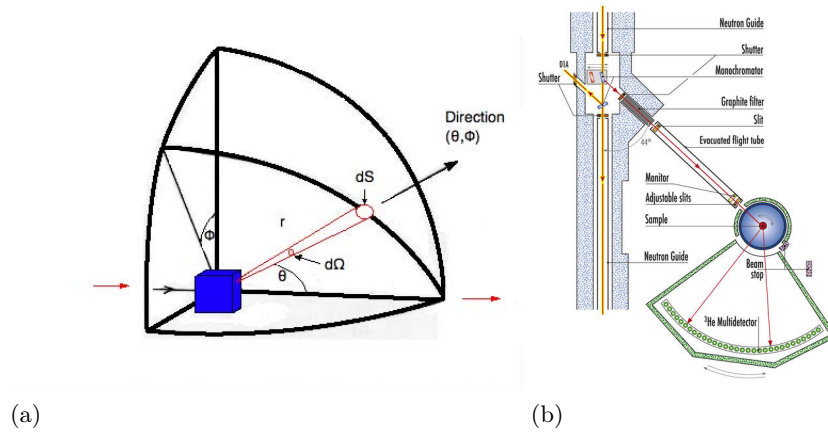 Direction
(θ,Φ)
dS
r
Φ
dΩ
θ
(a)
Neutron Guide
Shutter
Monochromator
D1A
Shutter
Graphite filter
Slit
Evacuated flight tube
44°
Monitor
Adjustable slits
Sample
Beam
stop
Neutron Guide
³He Multidetector
(b)